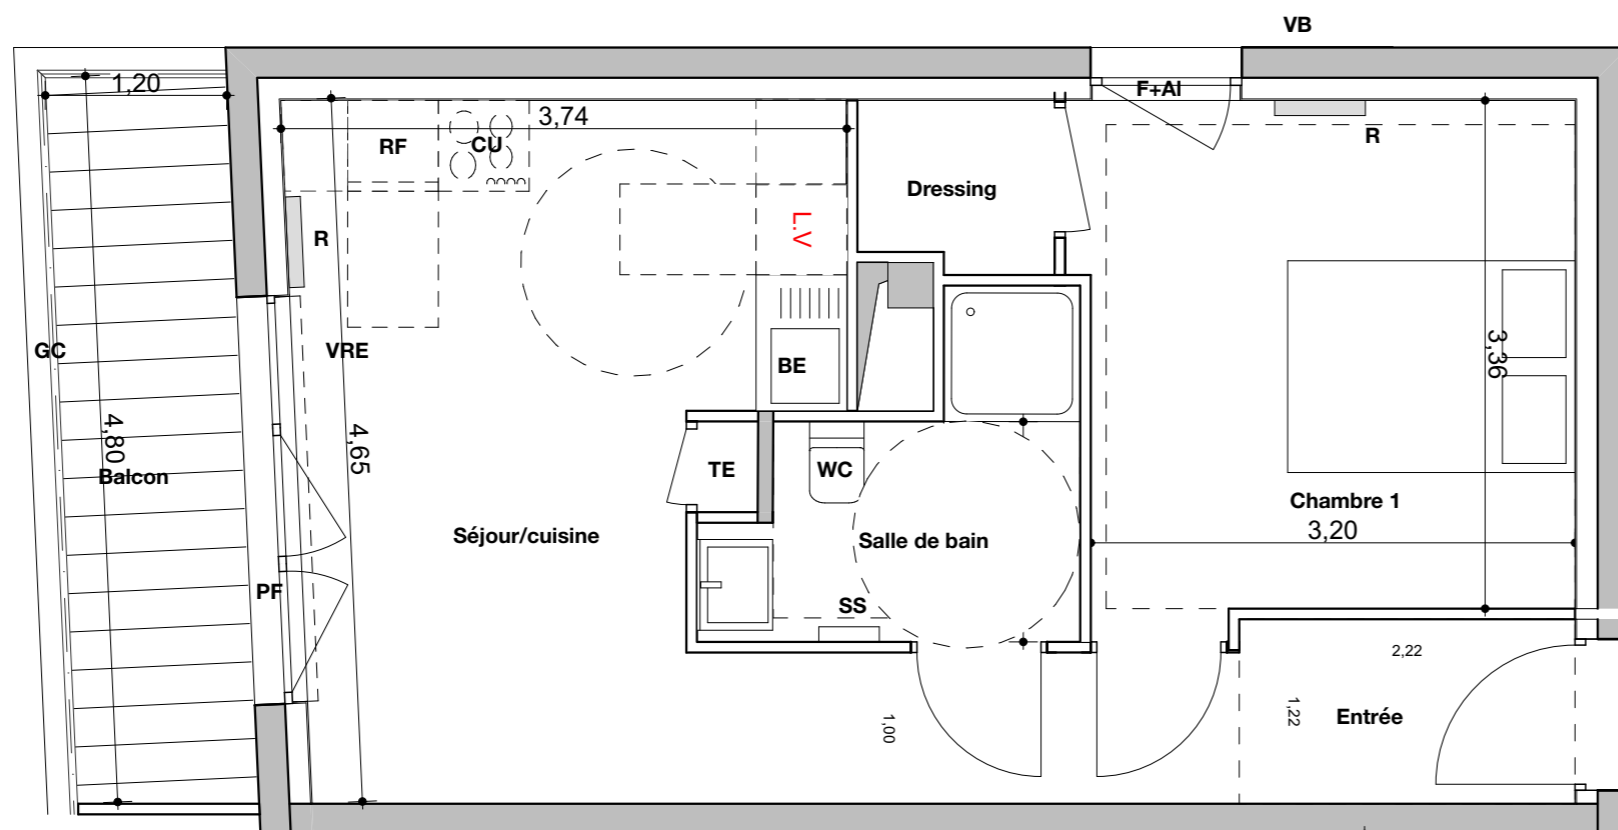 VB
1,20
F+Al
3,74
RF
CU
R
Dressing
L.V
R
GC
VRE
BE
3,36
4,80
4,65
Balcon
TE
WC
Chambre 1
3,20
Séjour/cuisine
Salle de bain
PF
SS
2,22
1,22
1,00
Entrée